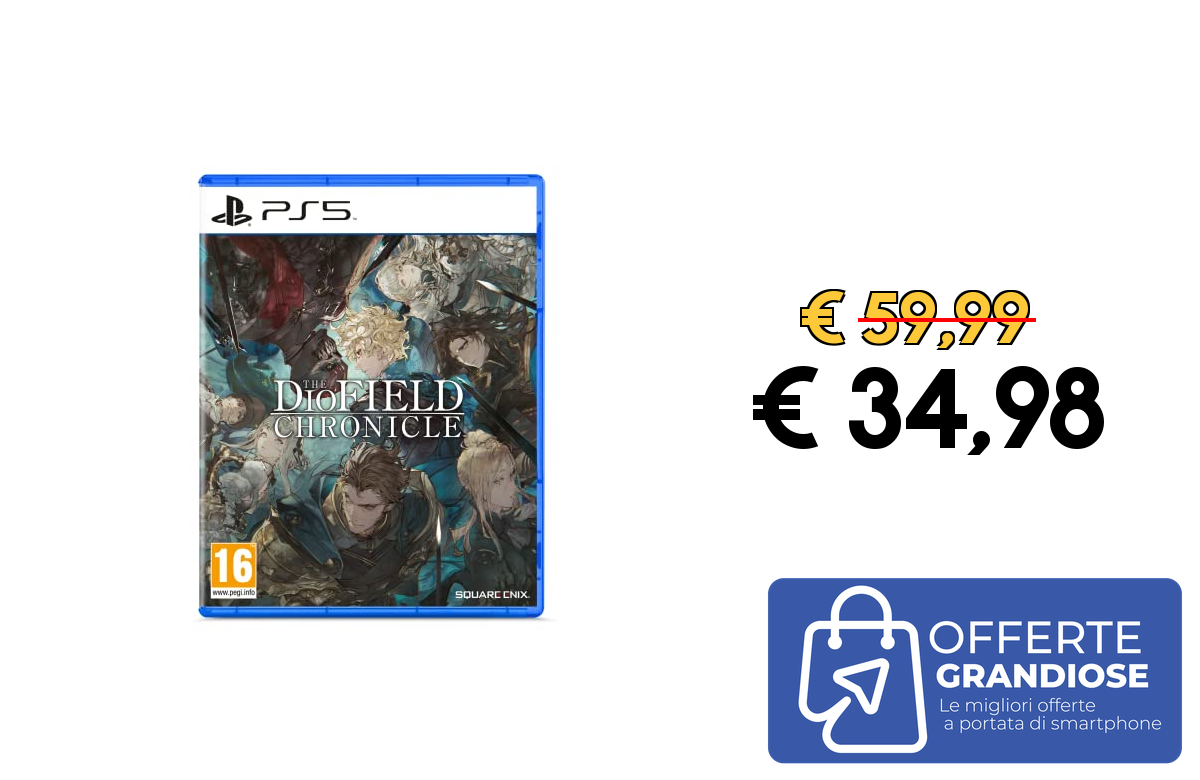 PS5
THE
DIOFIELD
CHRONICLE
16
www.pegi.info
SQUARE ENIX
€ 59,99
€ 34,98
OFFERTE
GRANDIOSE
Le migliori offerte
a portata di smartphone